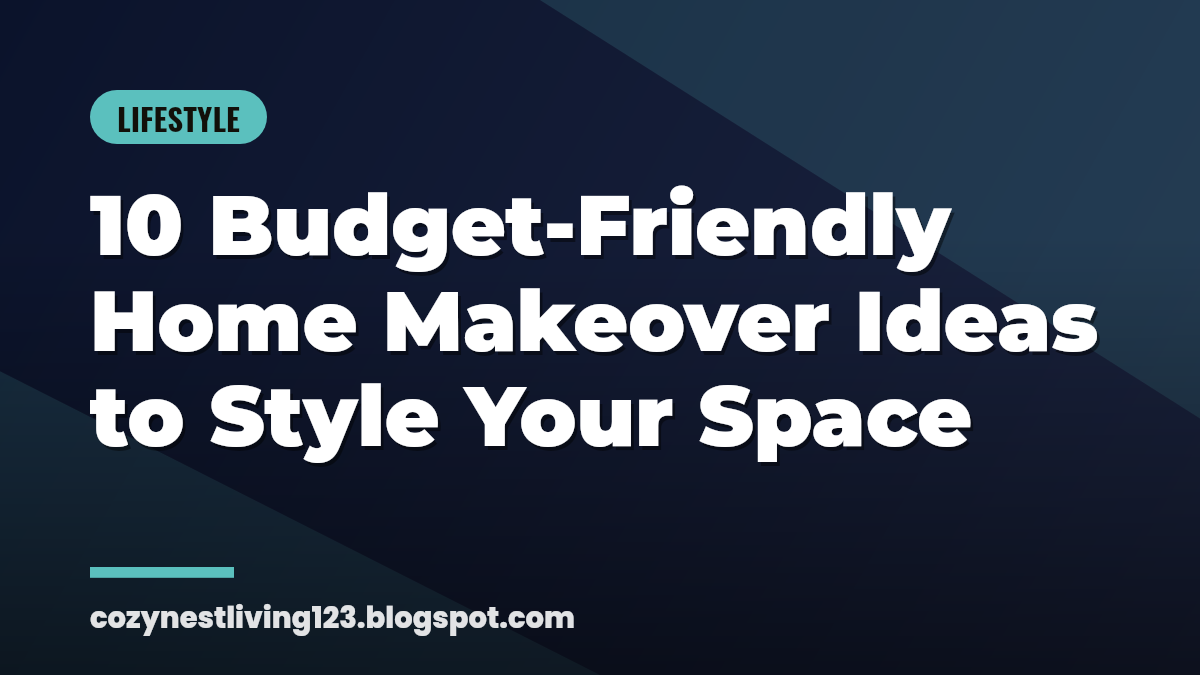 LIFESTYLE
10 Budget-Friendly
Home Makeover Ideas
to Style Your Space
cozynestliving123.blogspot.com